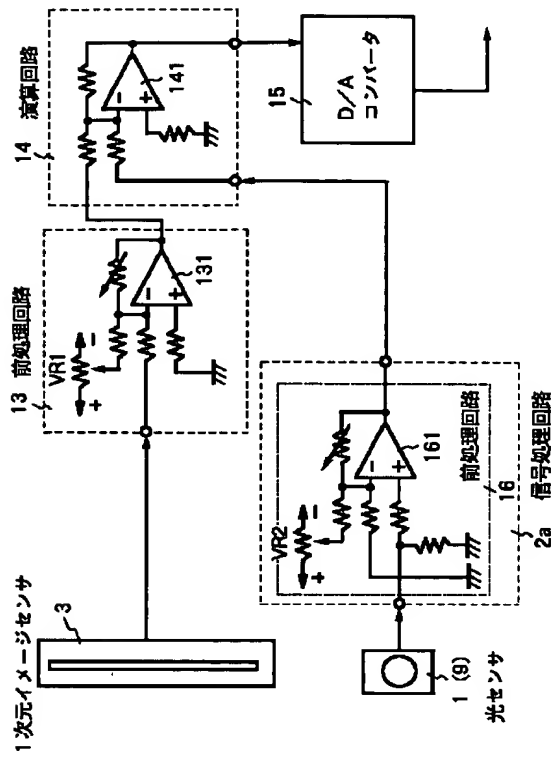 1次元イメージセンサ
3
13 前処理回路
VR1
+
−
−
+
131
14
演算回路
−
+
141
15
D/A
コンバータ
1 (9)
光センサ
VR2
+
−
−
+
161
前処理回路
16
2a
信号処理回路